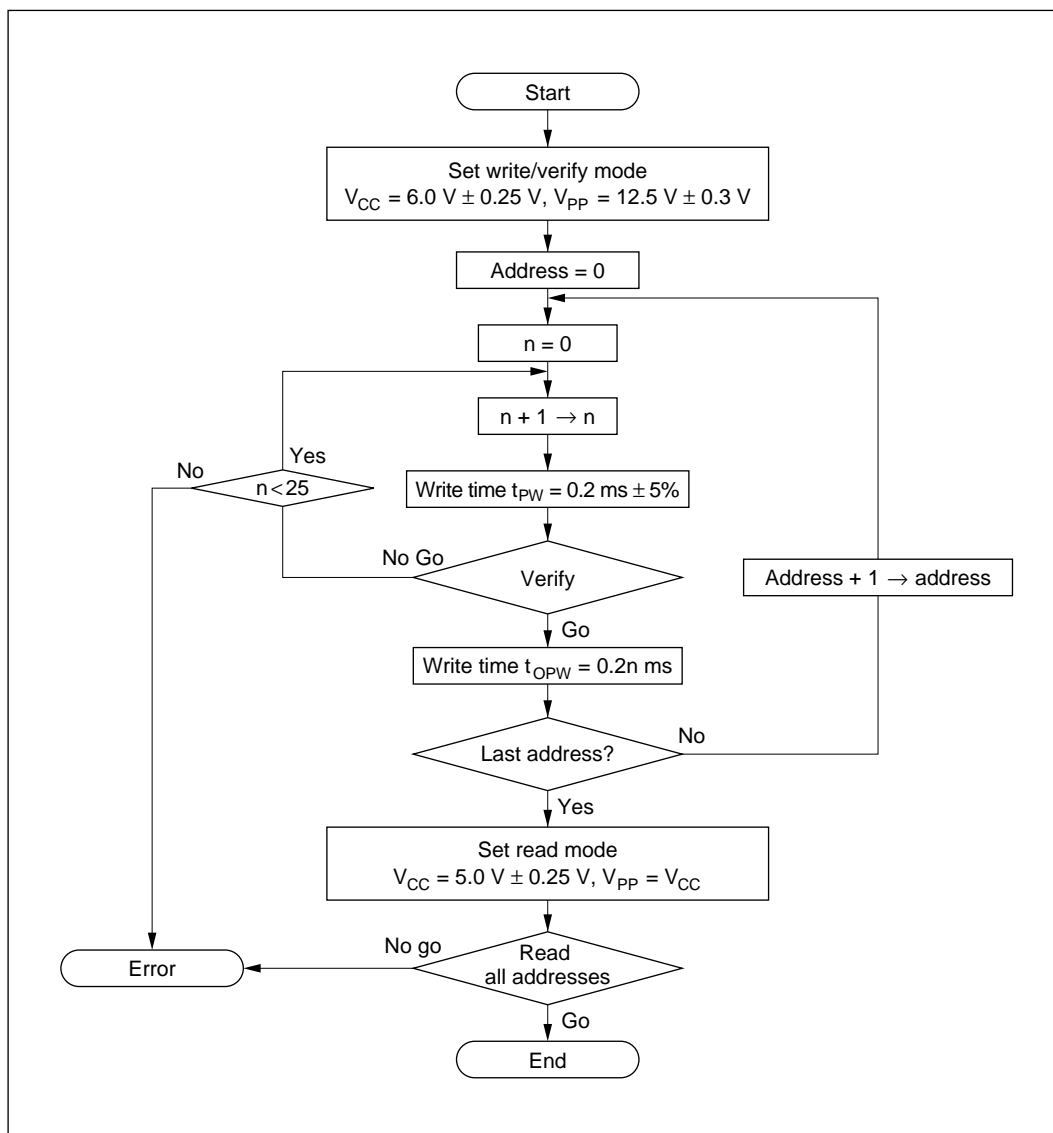 Start
Set write/verify mode
VCC = 6.0 V ± 0.25 V, VPP = 12.5 V ± 0.3 V
Address = 0
n = 0
n + 1 → n
Yes
No
n<25
Write time tPW = 0.2 ms ± 5%
No Go
Verify
Address + 1 → address
Go
Write time tOPW = 0.2n ms
Last address?
No
Yes
Set read mode
VCC = 5.0 V ± 0.25 V, VPP = VCC
No go
Read
all addresses
Error
Go
End